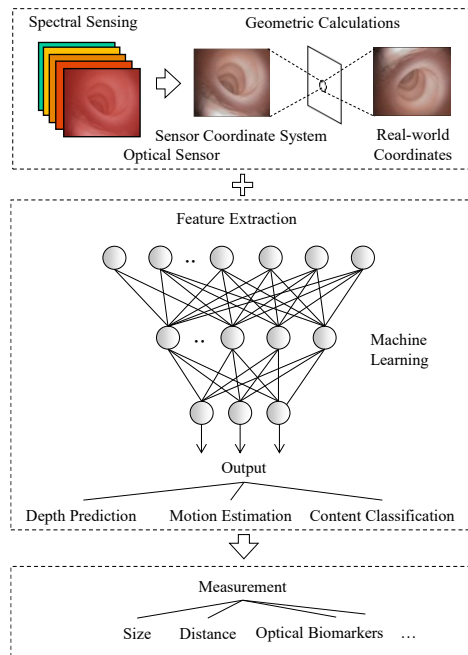 Spectral Sensing
Geometric Calculations
Sensor Coordinate System
Optical Sensor
Real-world
Coordinates
Feature Extraction
..
..
Machine
Learning
Output
Depth Prediction
Motion Estimation
Content Classification
Measurement
Size
Distance
Optical Biomarkers
...